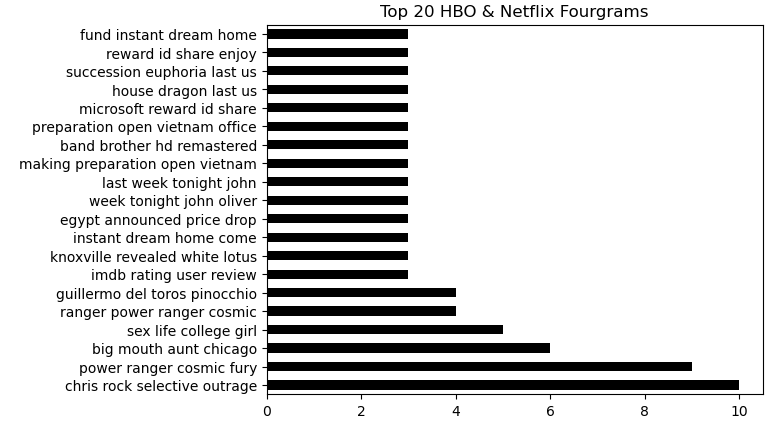 Top 20 HBO & Netflix Fourgrams
fund instant dream home
reward id share enjoy
succession euphoria last us
house dragon last us
microsoft reward id share
preparation open vietnam office
band brother hd remastered
making preparation open vietnam
last week tonight john
week tonight john oliver
egypt announced price drop
instant dream home come
knoxville revealed white lotus
imdb rating user review
guillermo del toros pinocchio
ranger power ranger cosmic
sex life college girl
big mouth aunt chicago
power ranger cosmic fury
chris rock selective outrage
0 2 4 6 8 10